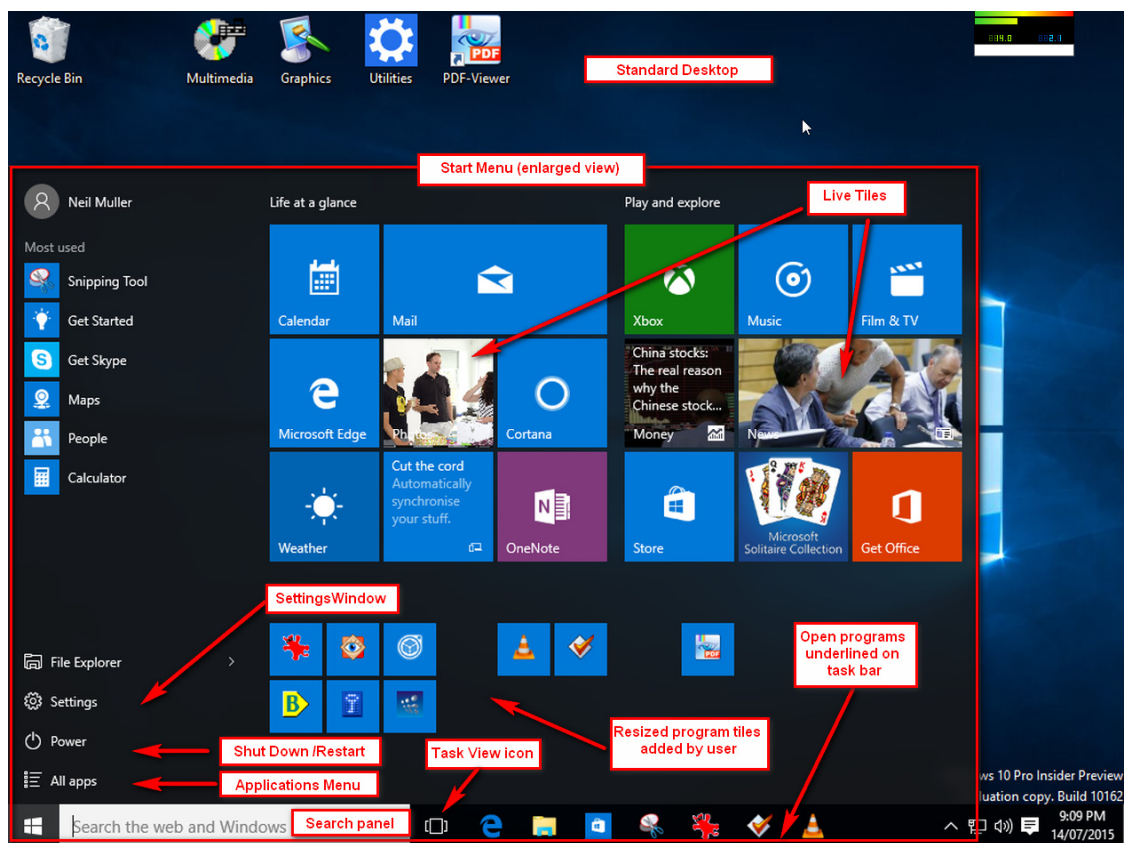 Recycle Bin
Multimedia
Graphics
Utilities
PDF
PDF-Viewer
Standard Desktop
Start Menu (enlarged view)
Neil Muller
Life at a glance
Play and explore
Live Tiles
Most used
Snipping Tool
Get Started
Get Skype
Maps
People
Calculator
Calendar
Mail
Xbox
Music
Film & TV
Microsoft Edge
Photos
Cortana
China stocks:
The real reason
why the
Chinese stock...
Money
News
Weather
Cut the cord
Automatically
synchronise
your stuff.
OneNote
Store
Microsoft
Solitaire Collection
Get Office
SettingsWindow
File Explorer
Settings
Power
All apps
Shut Down /Restart
Applications Menu
Task View icon
Resized program tiles
added by user
Open programs
underlined on
task bar
ws 10 Pro Insider Preview
luation copy. Build 10162
Search the web and Windows
Search panel
9:09 PM
14/07/2015